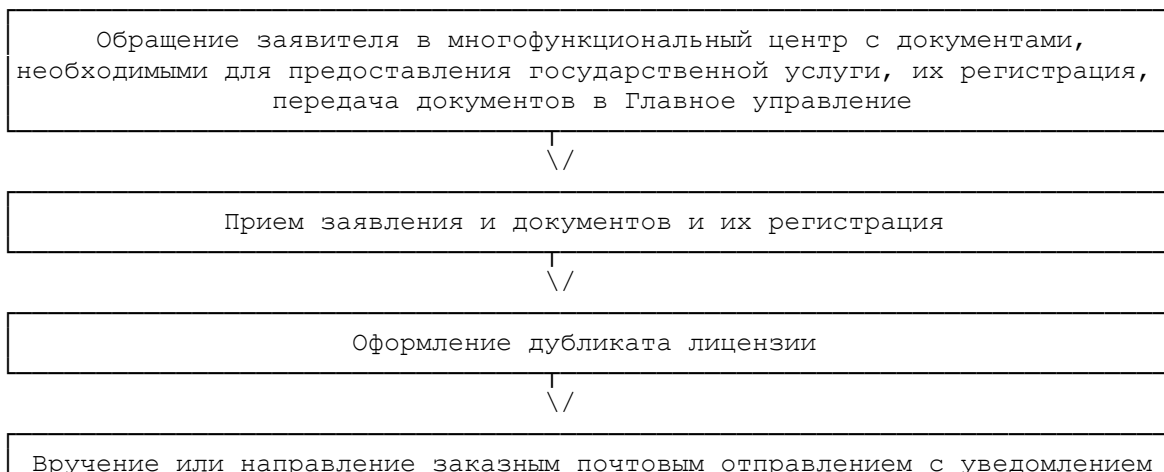 Обращение заявителя в многофункциональный центр с документами,
необходимыми для предоставления государственной услуги, их регистрация,
передача документов в Главное управление
\/
Прием заявления и документов и их регистрация
\/
Оформление дубликата лицензии
\/
Вручение или направление заказным почтовым отправлением с уведомлением